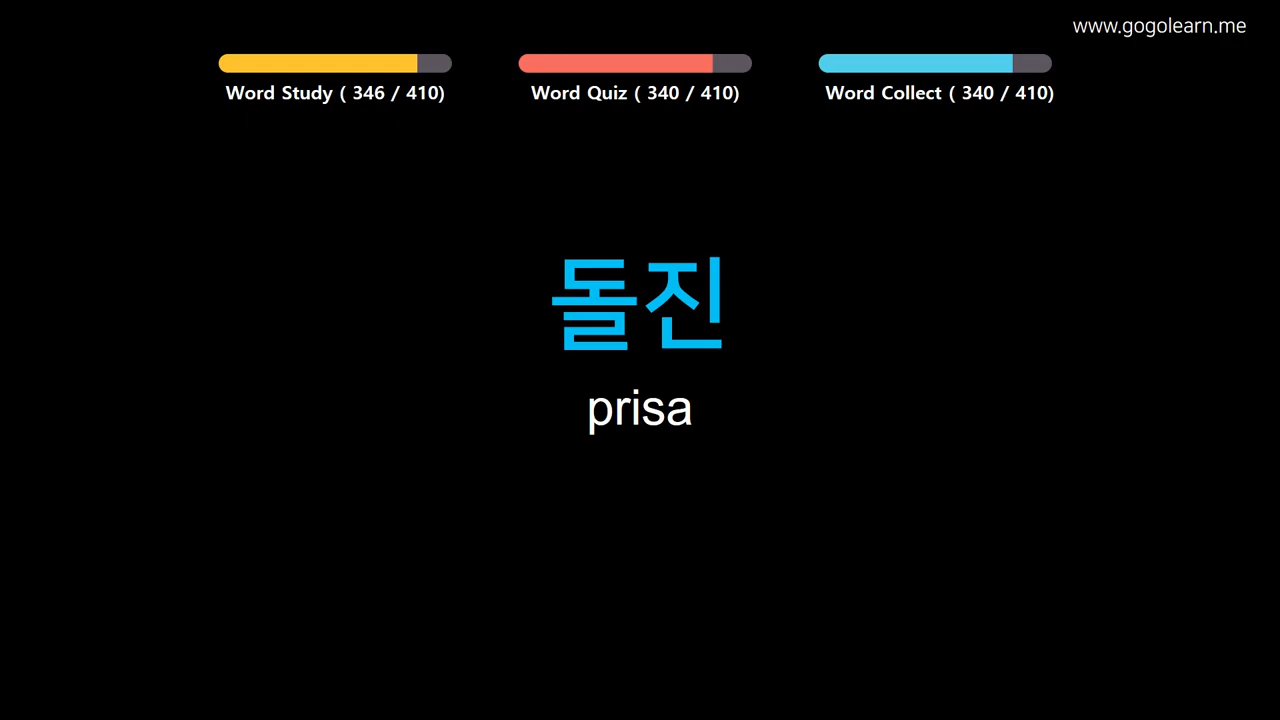 www.gogolearn.me
Word Study ( 346 / 410)
Word Quiz ( 340 / 410)
Word Collect ( 340 / 410)
돌진
prisa